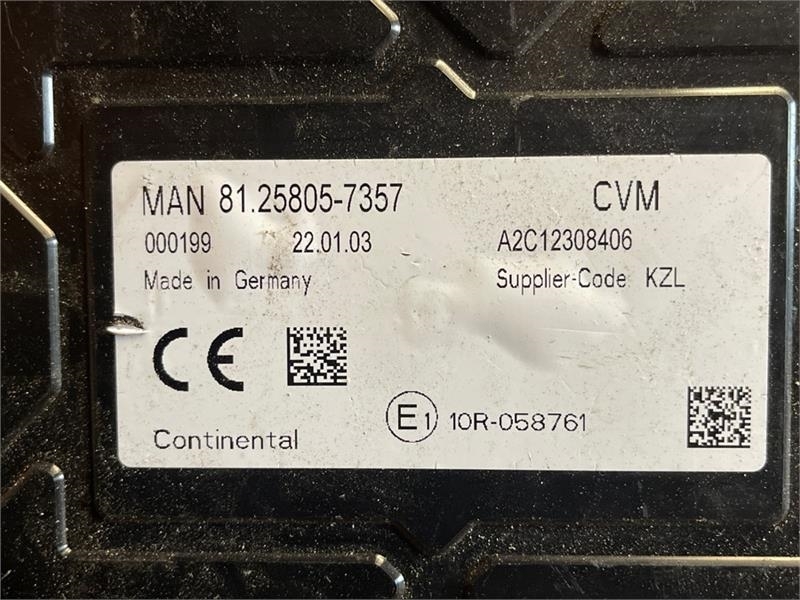 MAN 81.25805-7357 CVM
000199 22.01.03 A2C12308406
Made in Germany Supplier-Code KZL
CE
E1 10R-058761
Continental